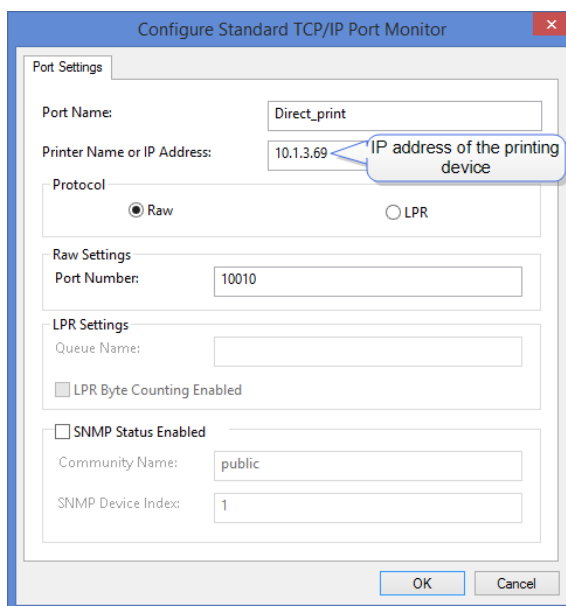 Configure Standard TCP/IP Port Monitor
Port Settings
Port Name:
Direct_print
Printer Name or IP Address:
10.1.3.69
IP address of the printing
device
Protocol
Raw
LPR
Raw Settings
Port Number:
10010
LPR Settings
Queue Name:
LPR Byte Counting Enabled
SNMP Status Enabled
Community Name:
public
SNMP Device Index:
1
OK
Cancel